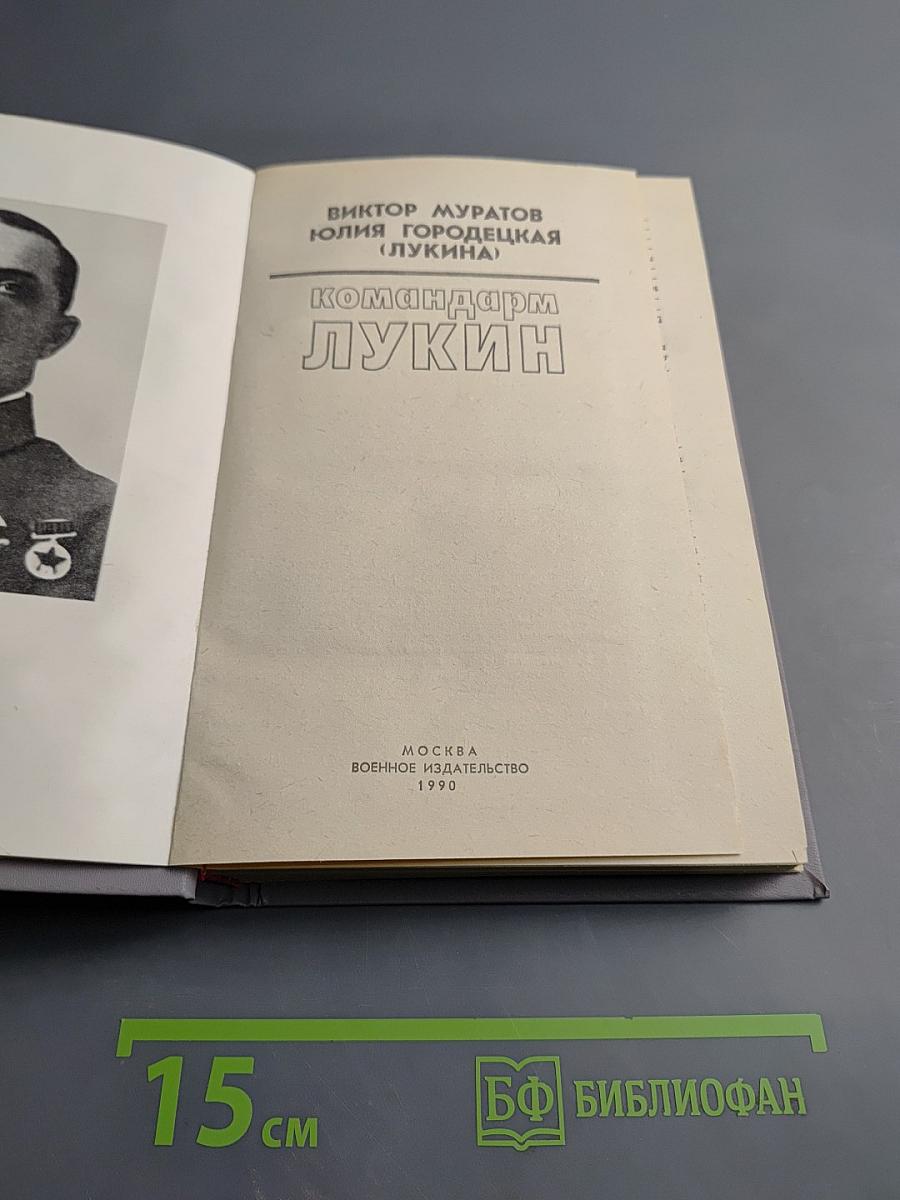 ВИКТОР МУРАТОВ
ЮЛИЯ ГОРОДЕЦКАЯ
(ЛУКИНА)
командарм
ЛУКИН
МОСКВА
ВОЕННОЕ ИЗДАТЕЛЬСТВО
1990
15 см
БФ БИБЛИОФАН